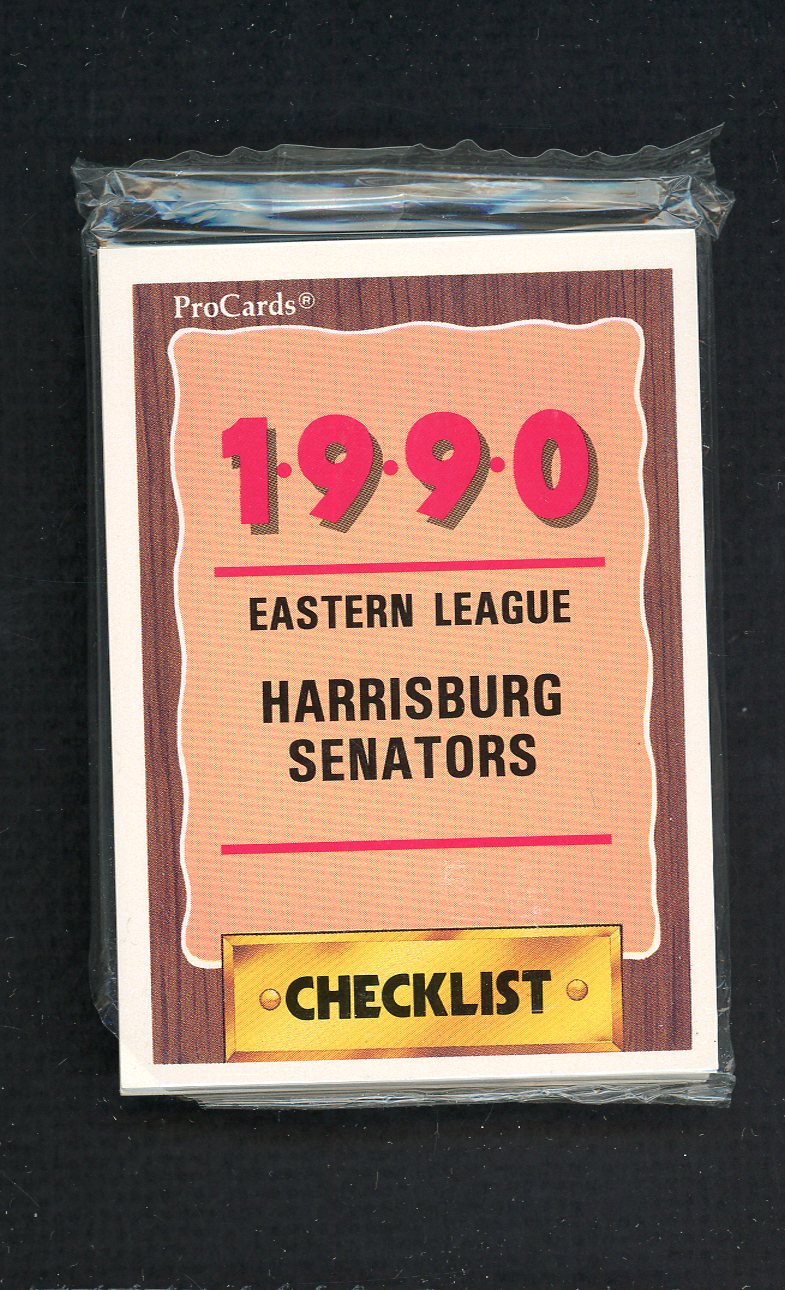 ProCards®
1·9·9·0
EASTERN LEAGUE
HARRISBURG
SENATORS
CHECKLIST